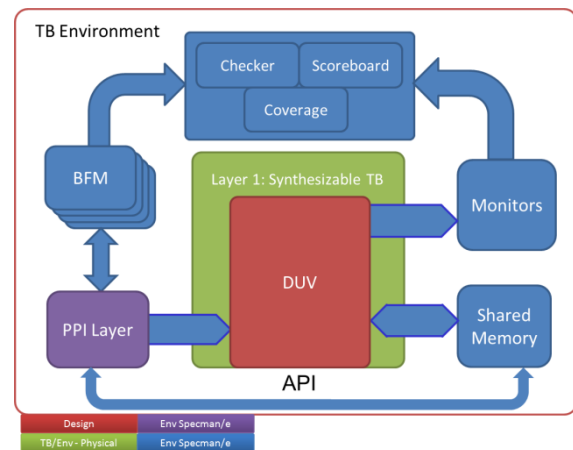 TB Environment
Checker
Scoreboard
Coverage
BFM
Layer 1: Synthesizable TB
Monitors
DUV
PPI Layer
Shared
Memory
API
Design
Env Specman/e
TB/Env - Physical
Env Specman/e